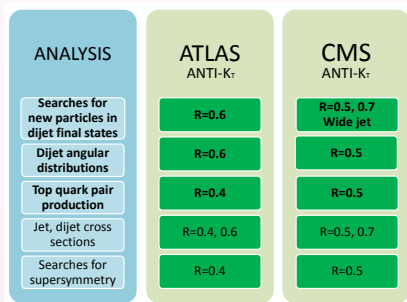 ANALYSIS
ATLAS
ANTI-KT
CMS
ANTI-KT
Searches for
new particles in
dijet final states
R=0.6
R=0.5, 0.7
Wide jet
Dijet angular
distributions
R=0.6
R=0.5
Top quark pair
production
R=0.4
R=0.5
Jet, dijet cross
sections
R=0.4, 0.6
R=0.5, 0.7
Searches for
supersymmetry
R=0.4
R=0.5